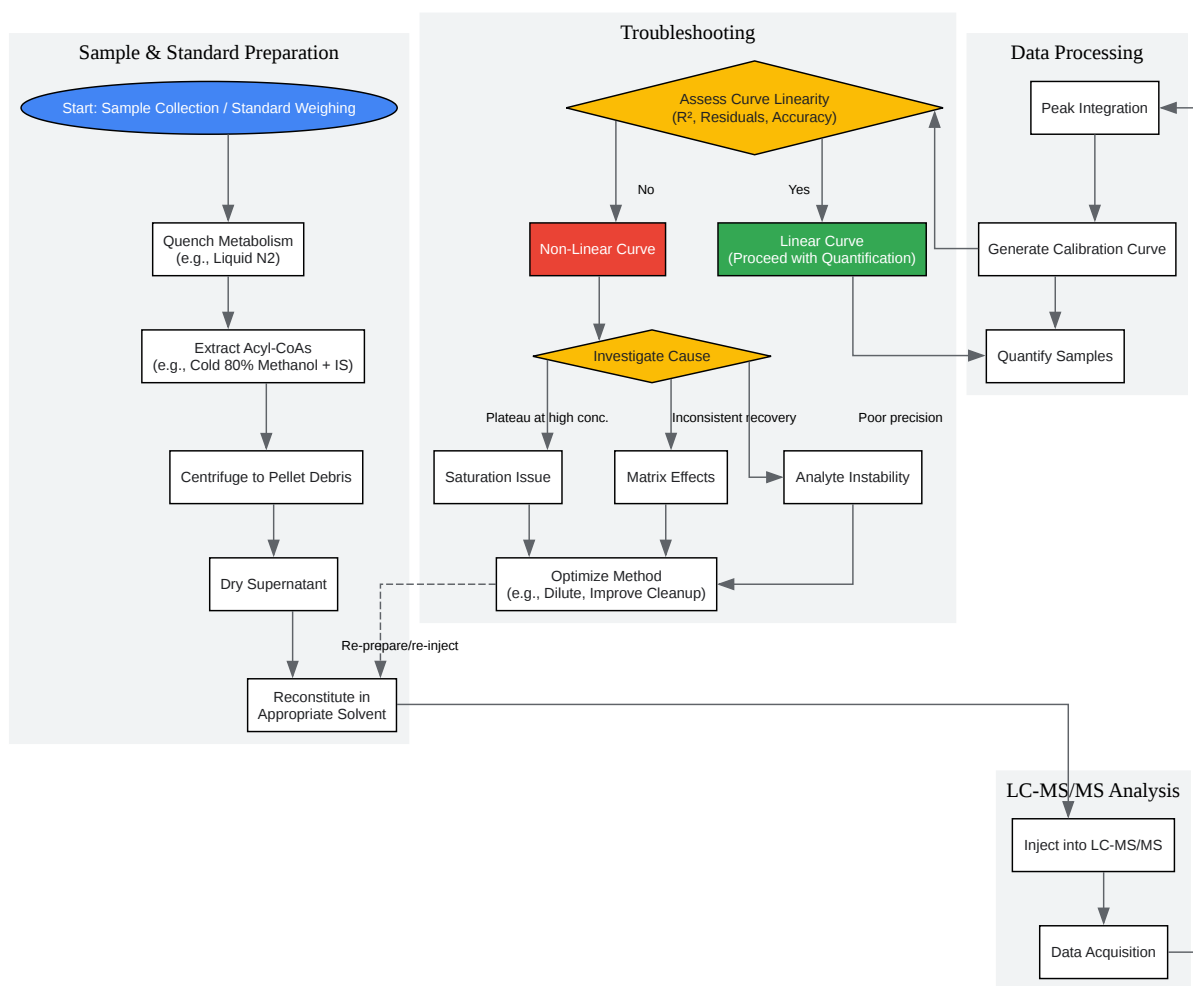 Sample & Standard Preparation
Start: Sample Collection / Standard Weighing
Quench Metabolism
(e.g., Liquid N2)
Extract Acyl-CoAs
(e.g., Cold 80% Methanol + IS)
Centrifuge to Pellet Debris
Dry Supernatant
Reconstitute in
Appropriate Solvent
Re-prepare/re-inject
Troubleshooting
Assess Curve Linearity
(R², Residuals, Accuracy)
No
Yes
Non-Linear Curve
Linear Curve
(Proceed with Quantification)
Investigate Cause
Plateau at high conc.
Inconsistent recovery
Poor precision
Saturation Issue
Matrix Effects
Analyte Instability
Optimize Method
(e.g., Dilute, Improve Cleanup)
Data Processing
Peak Integration
Generate Calibration Curve
Quantify Samples
LC-MS/MS Analysis
Inject into LC-MS/MS
Data Acquisition